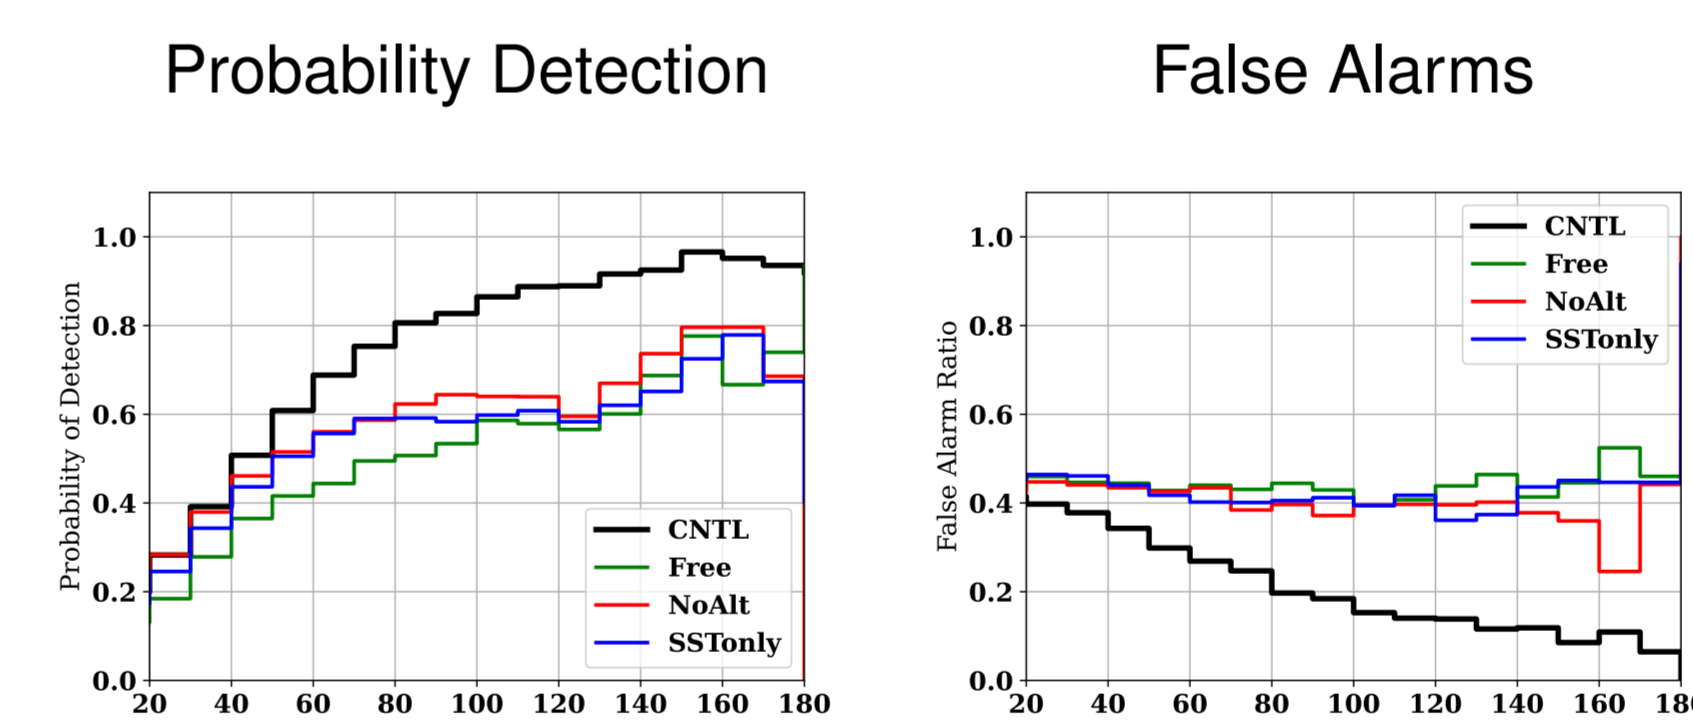 Probability Detection
False Alarms
Probability of Detection
1.0
0.8
0.6
0.4
0.2
0.0
20 40 60 80 100 120 140 160 180
CNTL
Free
NoAlt
SSTonly
False Alarm Ratio
1.0
0.8
0.6
0.4
0.2
0.0
20 40 60 80 100 120 140 160 180
CNTL
Free
NoAlt
SSTonly